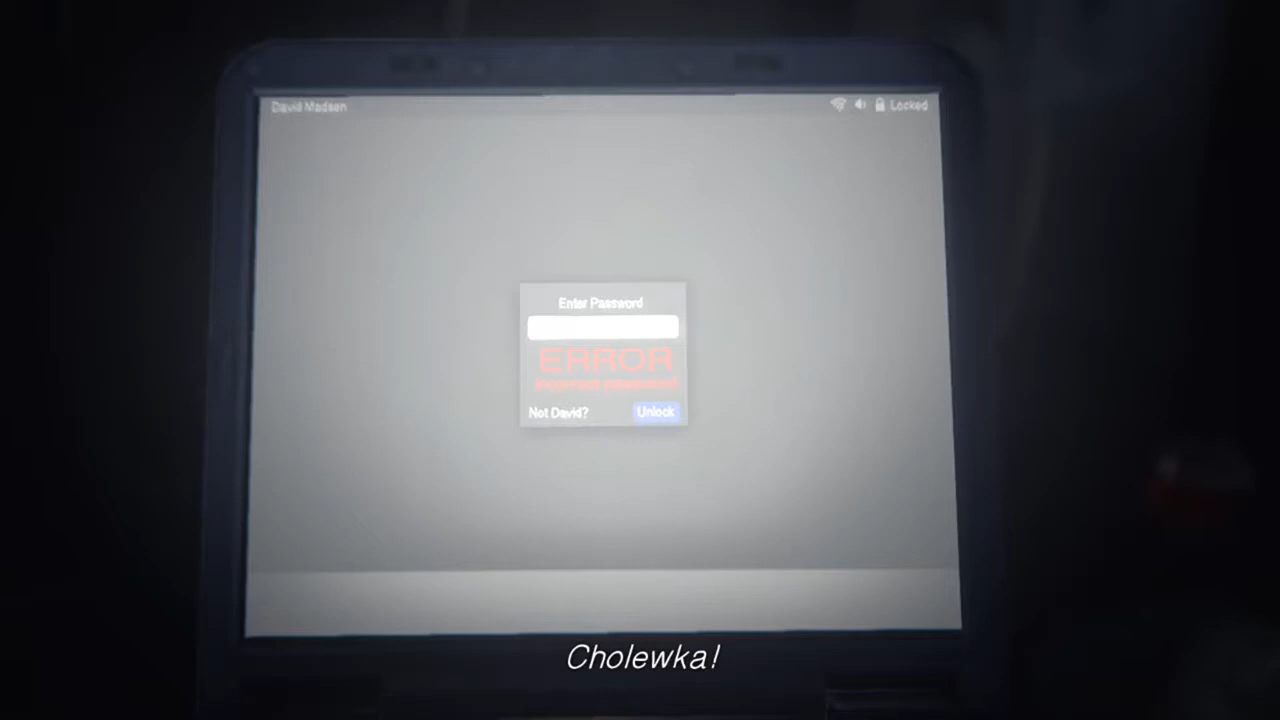 David Madsen
Locked
Enter Password
ERROR
Not David?
Unlock
Cholewka!